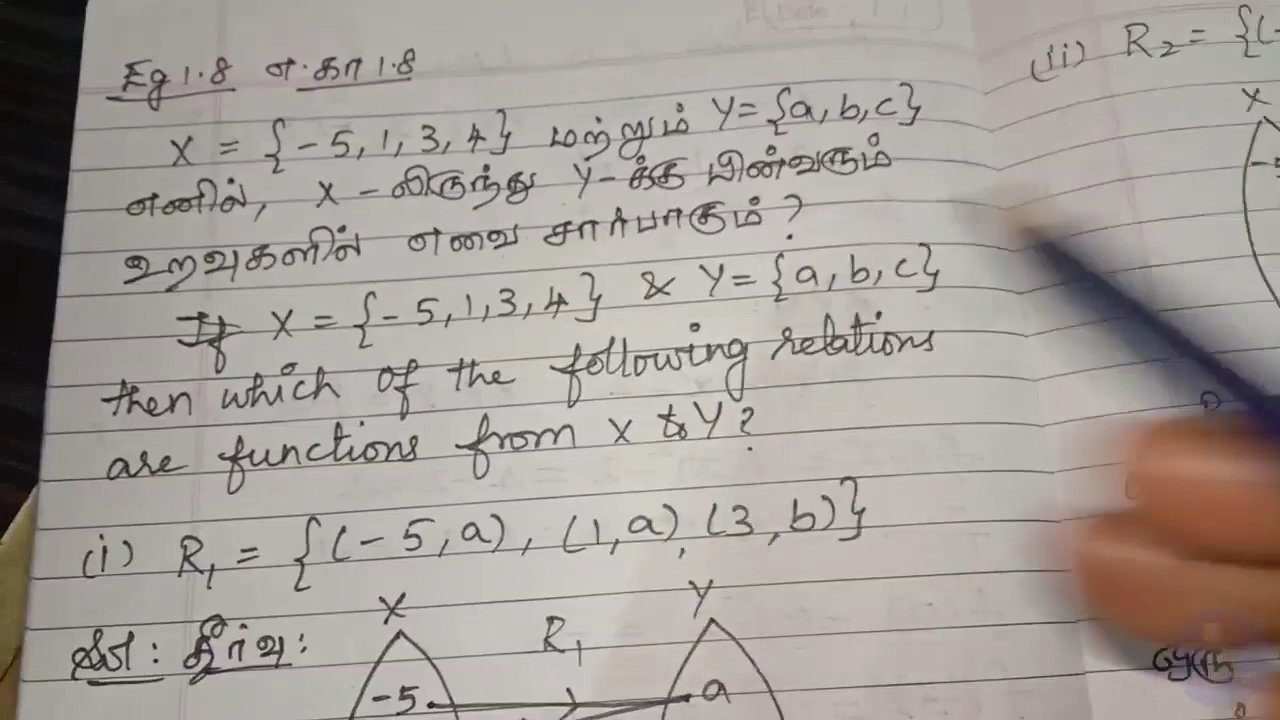 Eg 1.8 எ.கா 1.8
X = {-5, 1, 3, 4} மற்றும் Y = {a, b, c}
எனில், X-லிருந்து Y-க்கு பின்வரும்
உறவுகளில் எவை சார்பாகும்?
If X = {-5, 1, 3, 4} & Y = {a, b, c}
then which of the following relations
are functions from X to Y?
(i) R₁ = {(-5, a), (1, a), (3, b)}
X Y
தீர்வு:
R₁
-5 a
(ii) R₂ = {(-
X